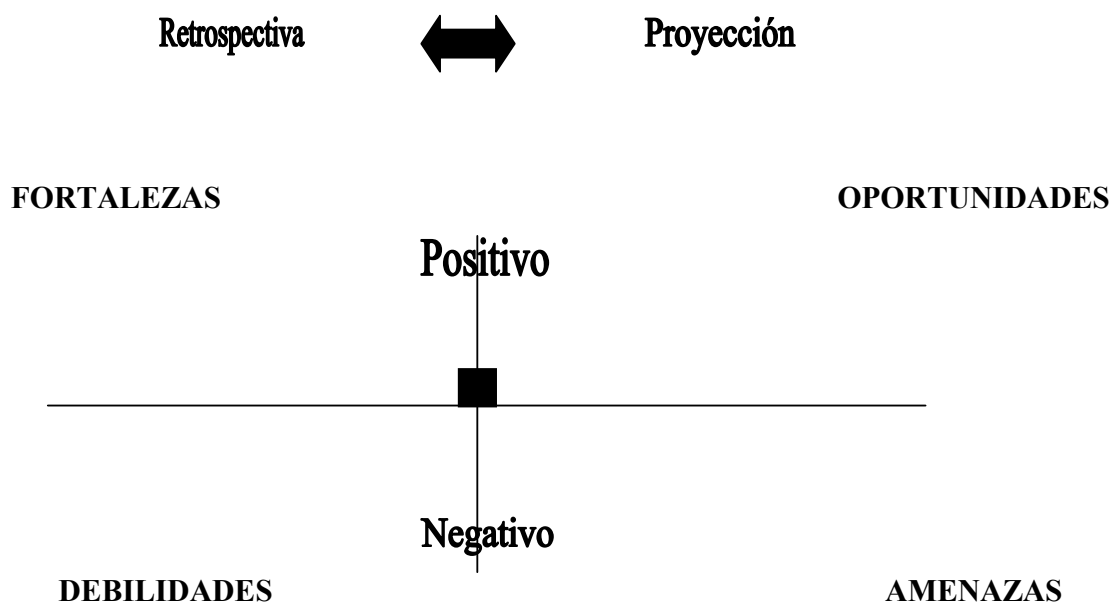 Retrospectiva Proyección
FORTALEZAS OPORTUNIDADES
Positivo
Negativo
DEBILIDADES AMENAZAS